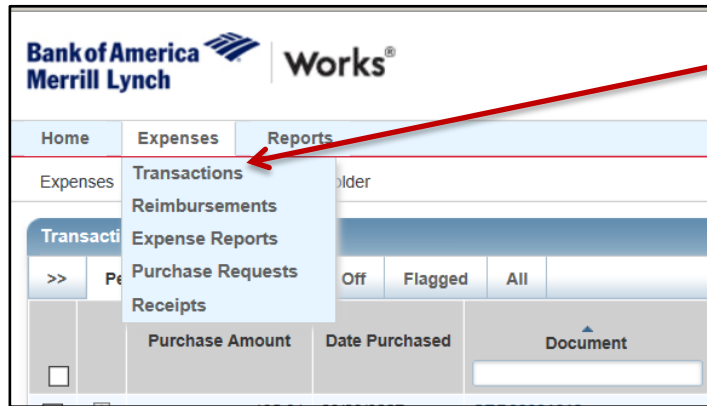 Bank of America
Merrill Lynch
Works®
Home Expenses Reports
Expenses older
Transactions
Reimbursements
Expense Reports
Purchase Requests
Receipts
Transacti
>> Pe Off Flagged All
Purchase Amount Date Purchased Document